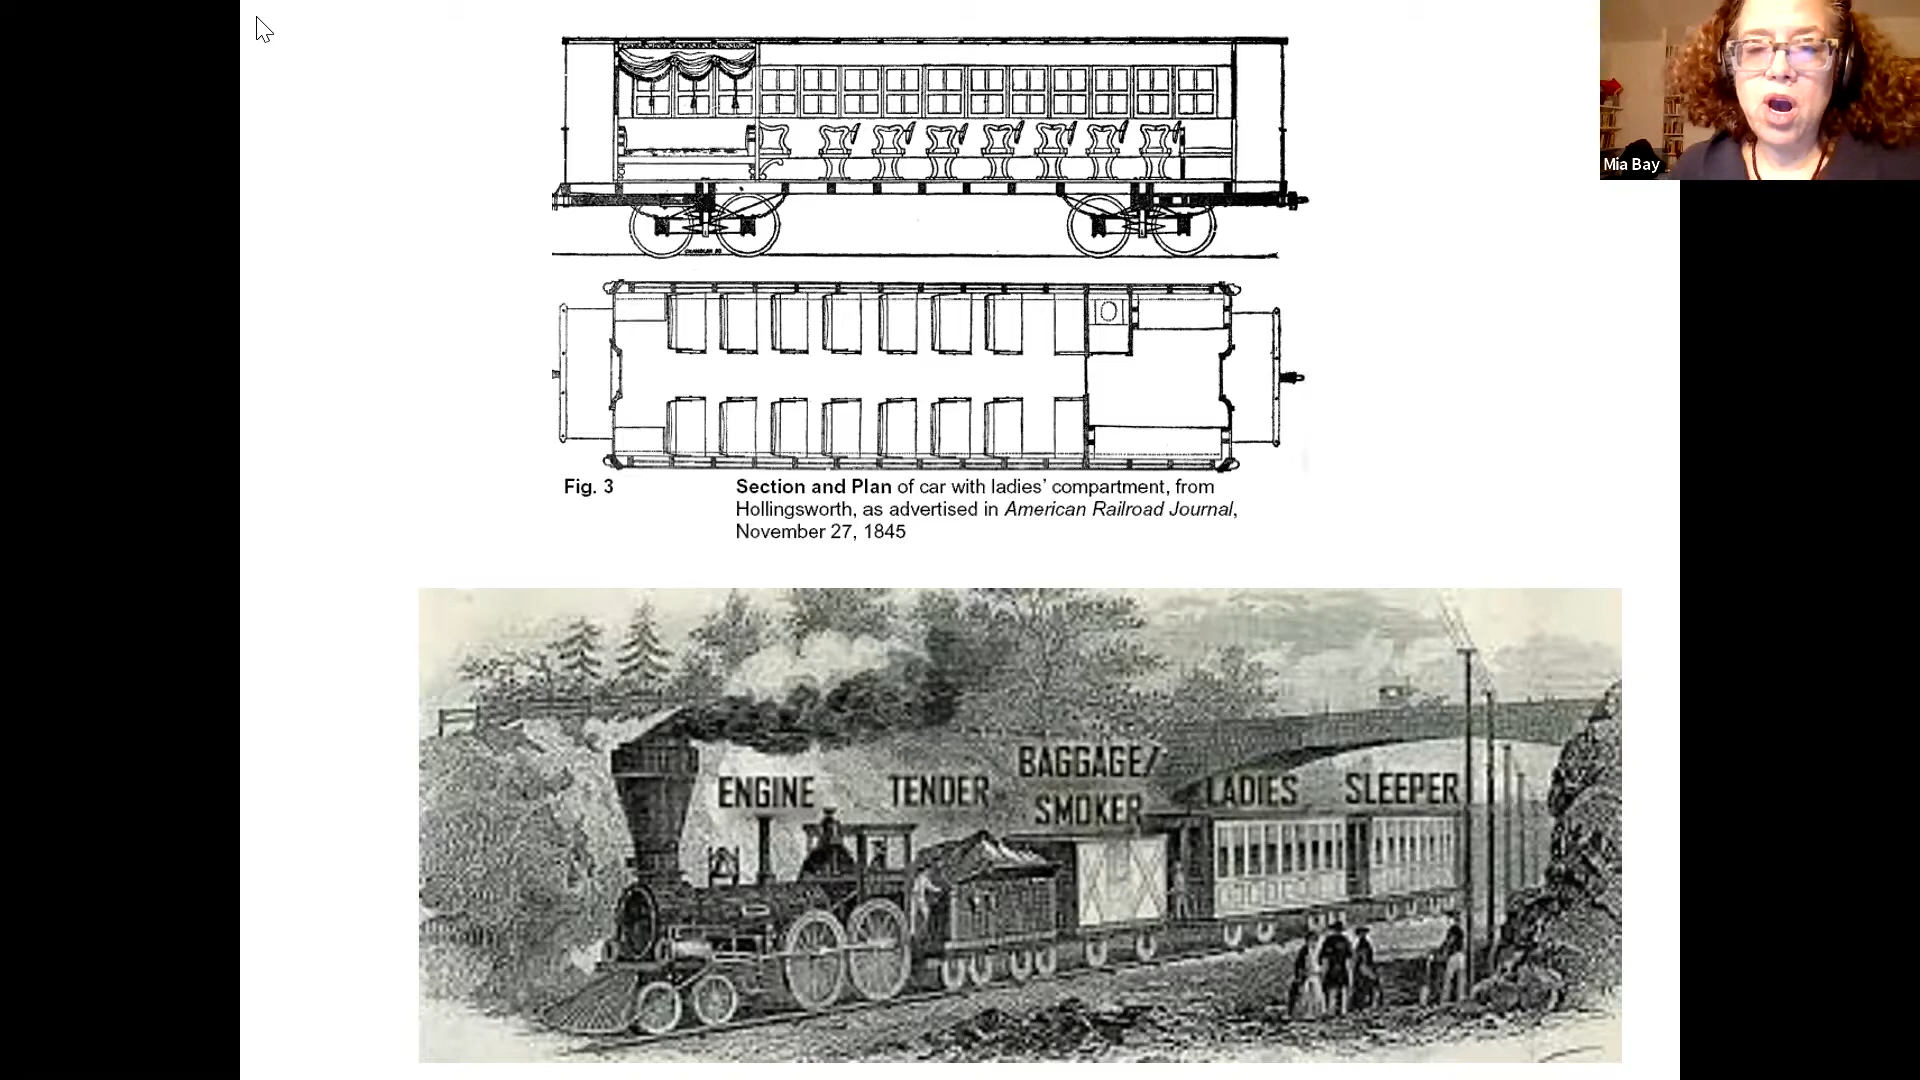 Mia Bay
Fig. 3
Section and Plan of car with ladies’ compartment, from
Hollingsworth, as advertised in American Railroad Journal,
November 27, 1845
ENGINE TENDER BAGGAGE/
SMOKER LADIES SLEEPER